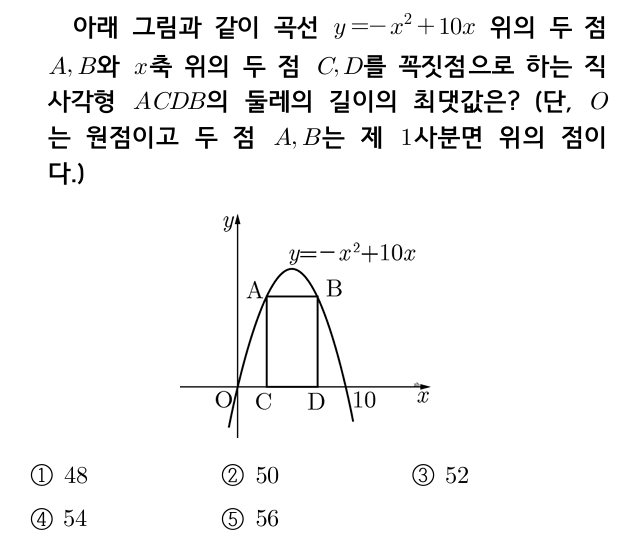 아래 그림과 같이 곡선 y=-x²+10x 위의 두 점
A, B와 x축 위의 두 점 C, D를 꼭짓점으로 하는 직
사각형 ACDB의 둘레의 길이의 최댓값은? (단, O
는 원점이고 두 점 A, B는 제 1사분면 위의 점이
다.)
y
y=-x²+10x
A B
O C D 10 x
① 48 ② 50 ③ 52
④ 54 ⑤ 56